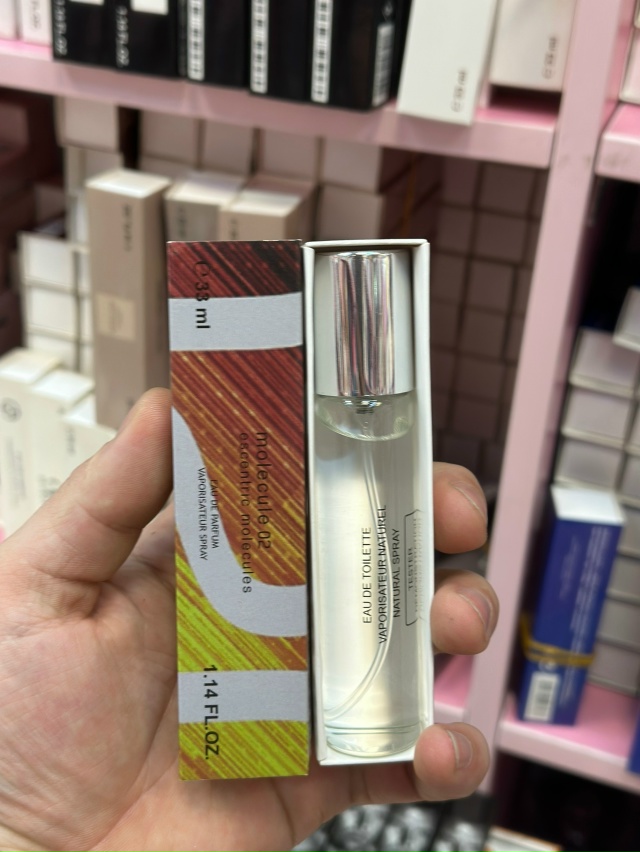 e 33 ml
molecule 02
escentric molecules
EAU DE PARFUM
VAPORISATEUR SPRAY
1.14 FL.OZ.
EAU DE TOILETTE
VAPORISATEUR NATUREL
NATURAL SPRAY
TESTER